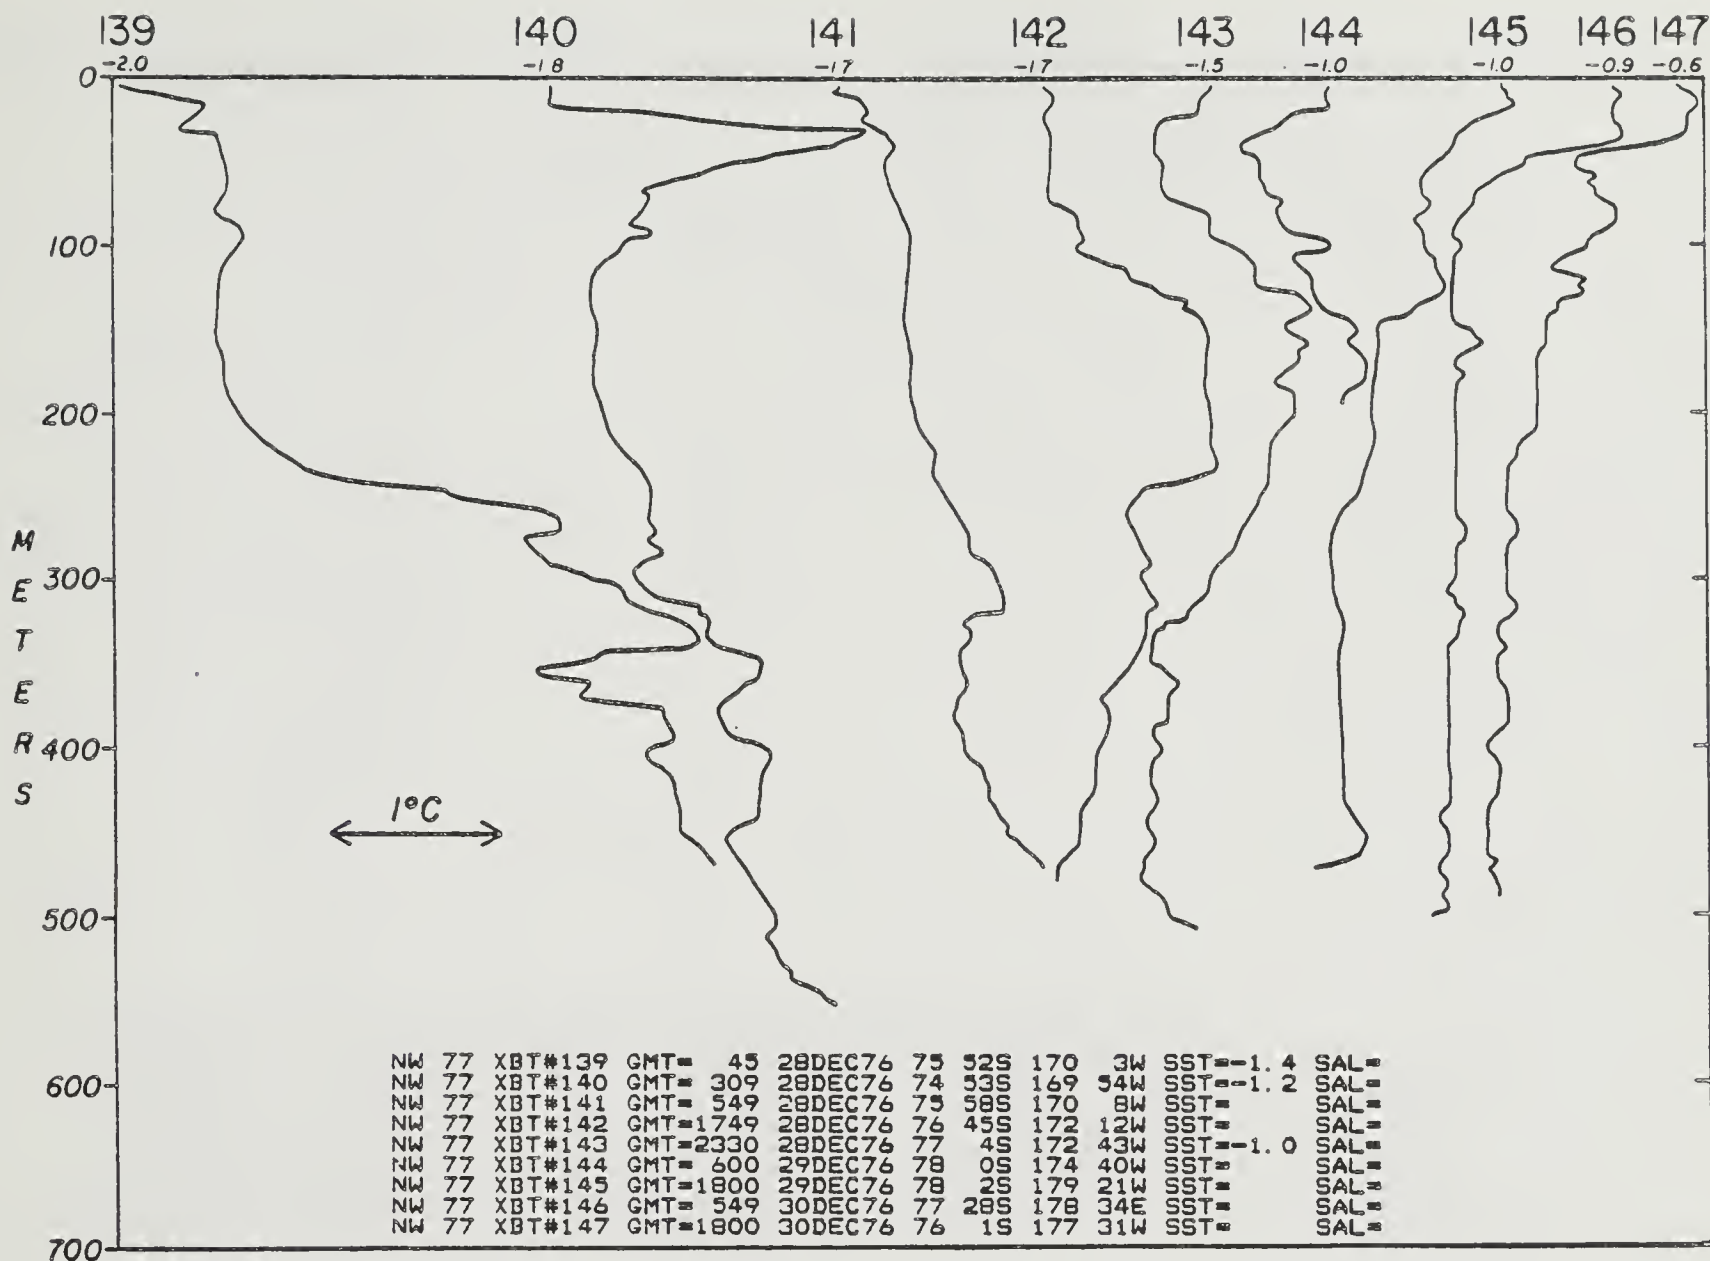 139 140 141 142 143 144 145 146 147
-2.0 -1.8 -1.7 -1.7 -1.5 -1.0 -1.0 -0.9 -0.6
0
100
200
300
400
500
600
700
METERS
1°C
NW 77 XBT#139 GMT= 45 28DEC76 75 52S 170 3W SST=-1.4 SAL=
NW 77 XBT#140 GMT= 309 28DEC76 74 53S 169 54W SST=-1.2 SAL=
NW 77 XBT#141 GMT= 549 28DEC76 75 58S 170 8W SST= SAL=
NW 77 XBT#142 GMT=1749 28DEC76 76 45S 172 12W SST= SAL=
NW 77 XBT#143 GMT=2330 28DEC76 77 4S 172 43W SST=-1.0 SAL=
NW 77 XBT#144 GMT= 600 29DEC76 78 0S 174 40W SST= SAL=
NW 77 XBT#145 GMT=1800 29DEC76 78 2S 179 21W SST= SAL=
NW 77 XBT#146 GMT= 549 30DEC76 77 28S 178 34E SST= SAL=
NW 77 XBT#147 GMT=1800 30DEC76 76 1S 177 31W SST= SAL=